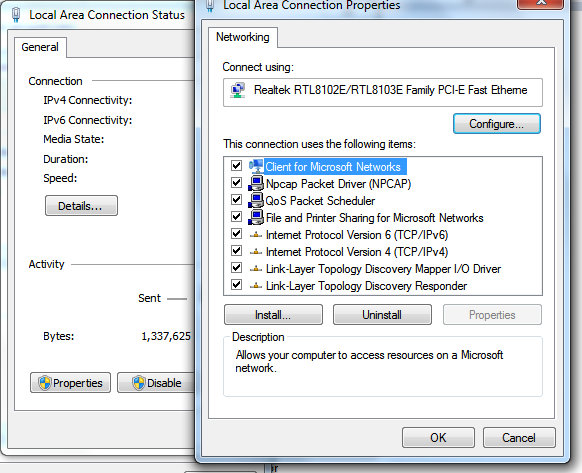 Local Area Connection Status
General
Connection
IPv4 Connectivity:
IPv6 Connectivity:
Media State:
Duration:
Speed:
Details...
Activity
Sent
Bytes: 1,337,625
Properties Disable
Local Area Connection Properties
Networking
Connect using:
Realtek RTL8102E/RTL8103E Family PCI-E Fast Etherne
Configure...
This connection uses the following items:
Client for Microsoft Networks
Npcap Packet Driver (NPCAP)
QoS Packet Scheduler
File and Printer Sharing for Microsoft Networks
Internet Protocol Version 6 (TCP/IPv6)
Internet Protocol Version 4 (TCP/IPv4)
Link-Layer Topology Discovery Mapper I/O Driver
Link-Layer Topology Discovery Responder
Install... Uninstall Properties
Description
Allows your computer to access resources on a Microsoft
network.
OK Cancel